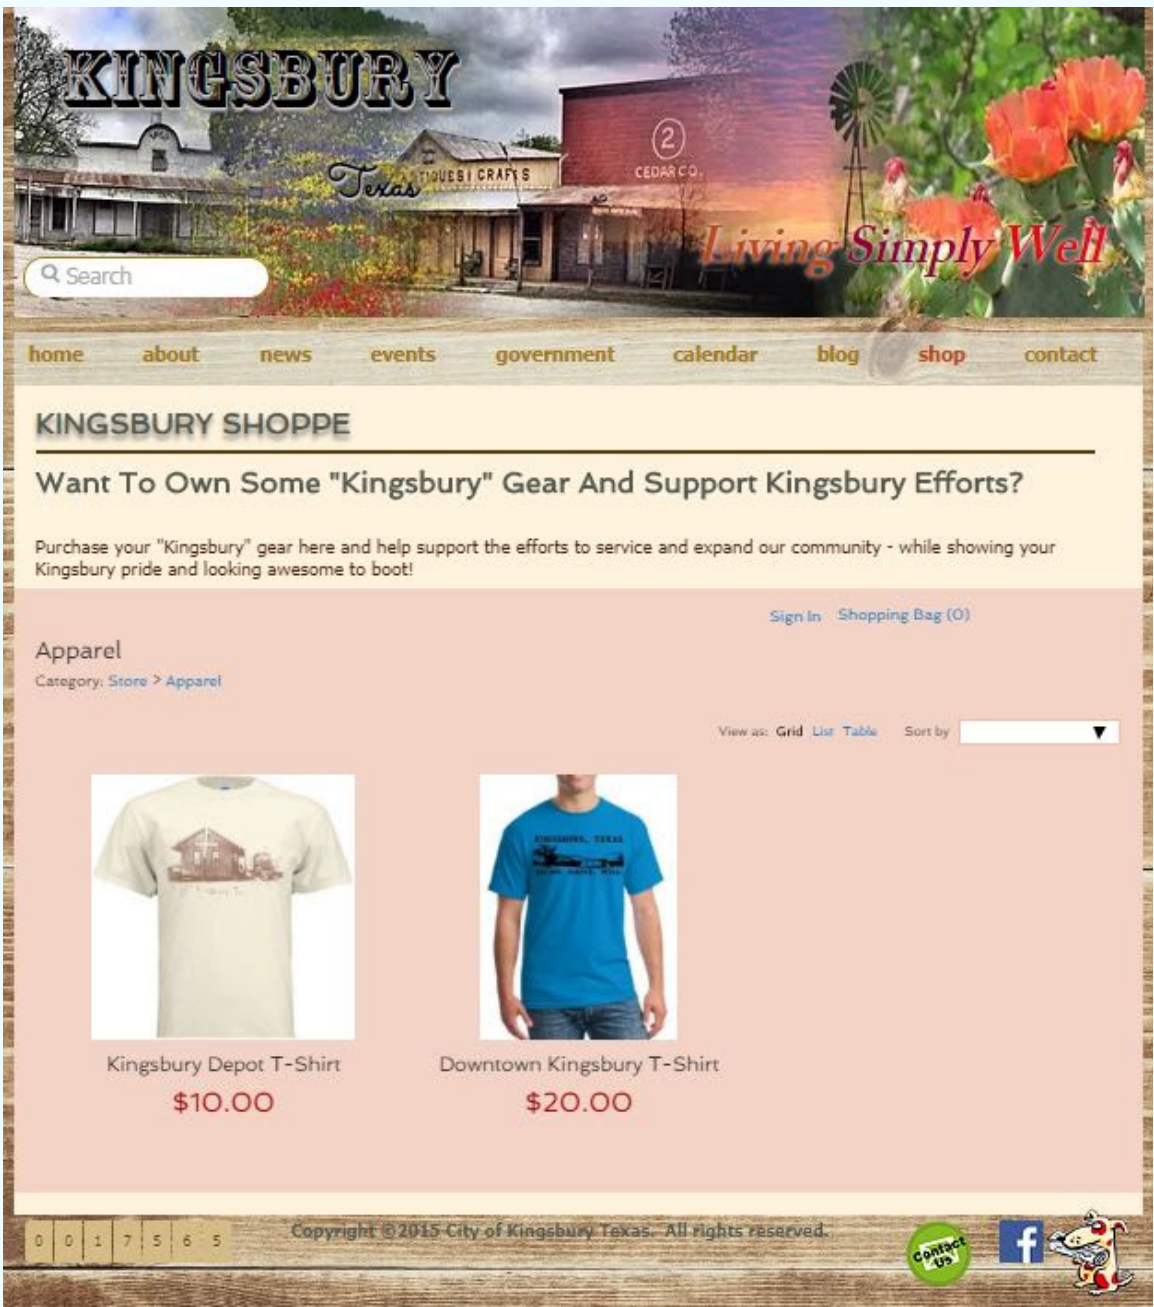 KINGSBURY
Texas
TIQUES & CRAFTS
2
CEDAR CO.
Living Simply Well
Search
home about news events government calendar blog shop contact
KINGSBURY SHOPPE
Want To Own Some "Kingsbury" Gear And Support Kingsbury Efforts?
Purchase your "Kingsbury" gear here and help support the efforts to service and expand our community - while showing your
Kingsbury pride and looking awesome to boot!
Sign In Shopping Bag (0)
Apparel
Category: Store > Apparel
View as: Grid List Table Sort by
KINGSBURY, TEXAS
Kingsbury Depot T-Shirt Downtown Kingsbury T-Shirt
$10.00 $20.00
0 0 1 7 5 6 5
Copyright ©2015 City of Kingsbury Texas. All rights reserved.
Contact
Us
f